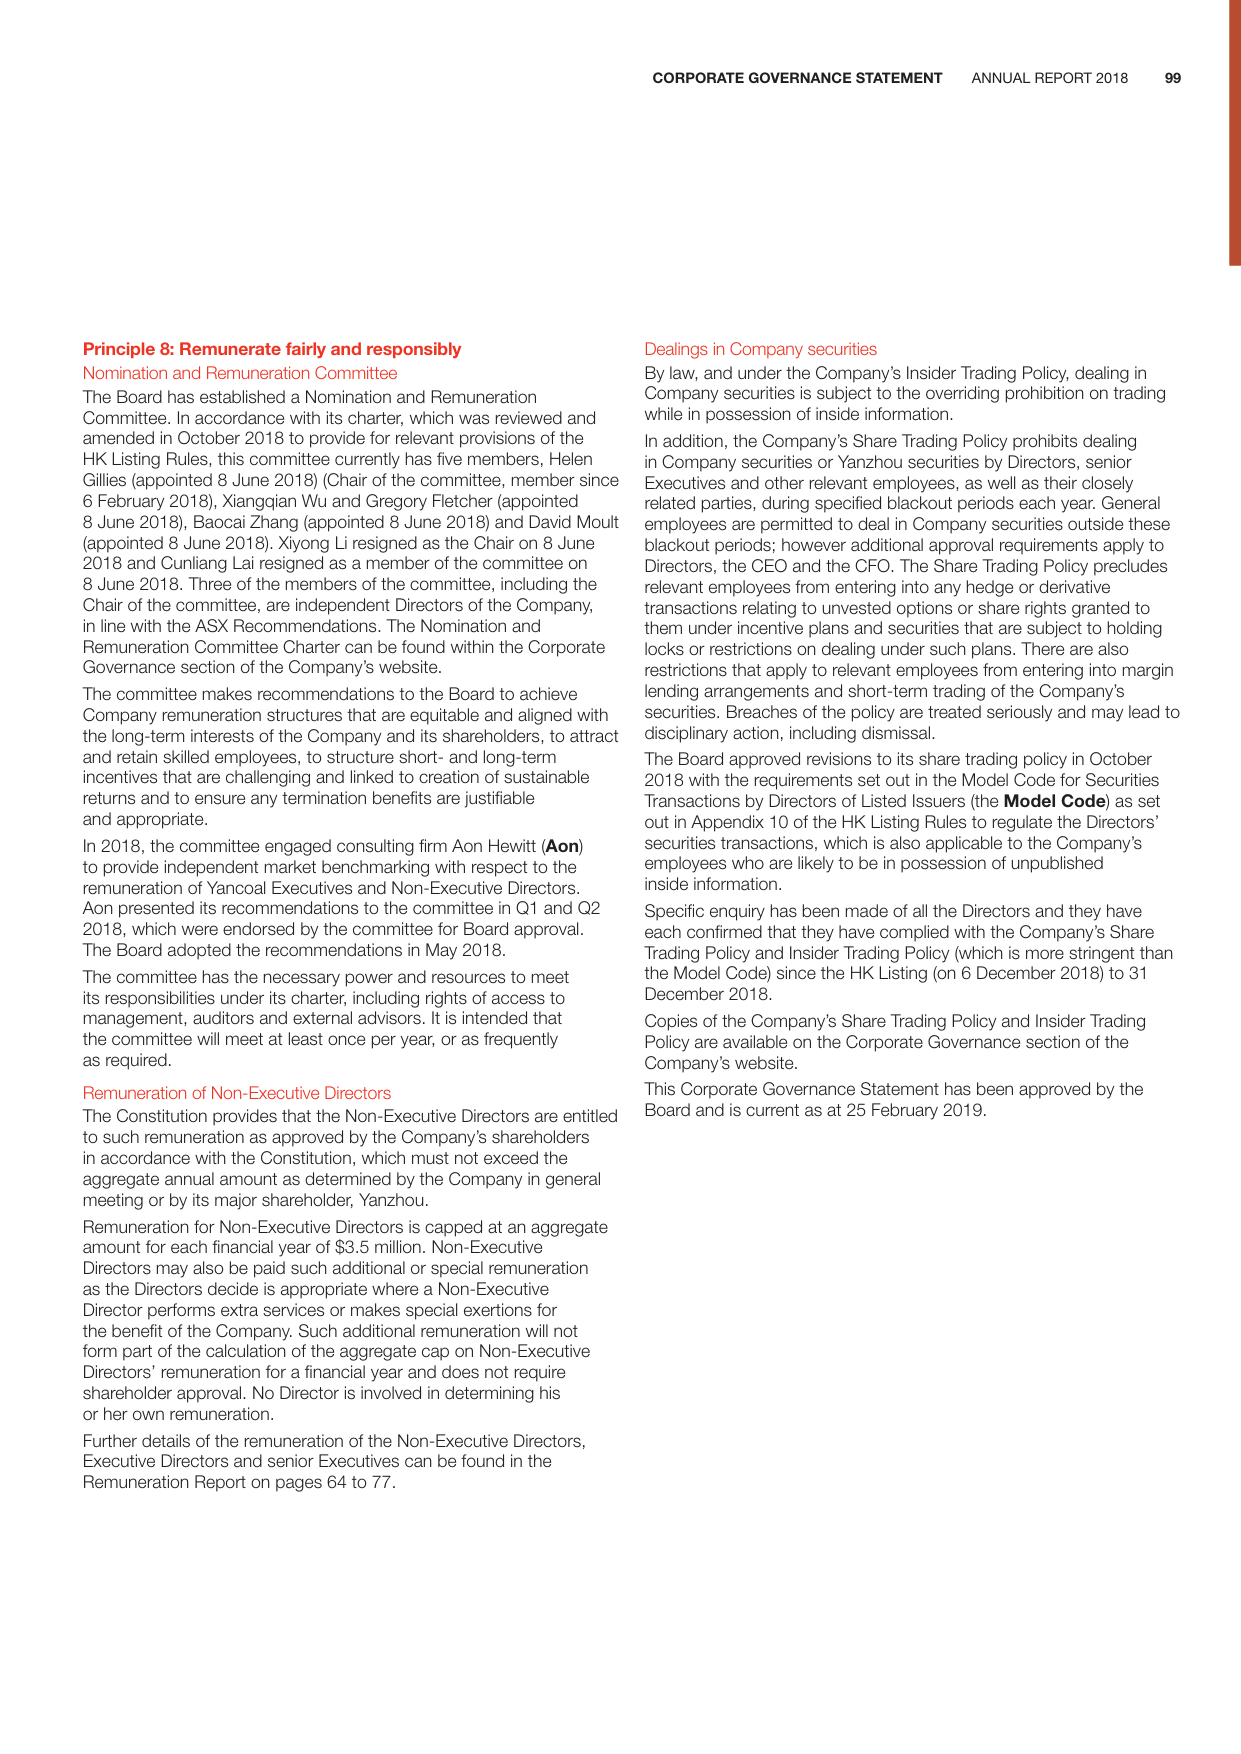 CORPORATE GOVERNANCE STATEMENT ANNUAL REPORT 2018 99
Principle 8: Remunerate fairly and responsibly
Nomination and Remuneration Committee
The Board has established a Nomination and Remuneration
Committee. In accordance with its charter, which was reviewed and
amended in October 2018 to provide for relevant provisions of the
HK Listing Rules, this committee currently has five members, Helen
Gillies (appointed 8 June 2018) (Chair of the committee, member since
6 February 2018), Xiangqian Wu and Gregory Fletcher (appointed
8 June 2018), Baocai Zhang (appointed 8 June 2018) and David Moult
(appointed 8 June 2018). Xiyong Li resigned as the Chair on 8 June
2018 and Cunliang Lai resigned as a member of the committee on
8 June 2018. Three of the members of the committee, including the
Chair of the committee, are independent Directors of the Company,
in line with the ASX Recommendations. The Nomination and
Remuneration Committee Charter can be found within the Corporate
Governance section of the Company's website.
The committee makes recommendations to the Board to achieve
Company remuneration structures that are equitable and aligned with
the long-term interests of the Company and its shareholders, to attract
and retain skilled employees, to structure short- and long-term
incentives that are challenging and linked to creation of sustainable
returns and to ensure any termination benefits are justifiable
and appropriate.
In 2018, the committee engaged consulting firm Aon Hewitt (Aon)
to provide independent market benchmarking with respect to the
remuneration of Yancoal Executives and Non-Executive Directors.
Aon presented its recommendations to the committee in Q1 and Q2
2018, which were endorsed by the committee for Board approval.
The Board adopted the recommendations in May 2018.
The committee has the necessary power and resources to meet
its responsibilities under its charter, including rights of access to
management, auditors and external advisors. It is intended that
the committee will meet at least once per year, or as frequently
as required.
Remuneration of Non-Executive Directors
The Constitution provides that the Non-Executive Directors are entitled
to such remuneration as approved by the Company's shareholders
in accordance with the Constitution, which must not exceed the
aggregate annual amount as determined by the Company in general
meeting or by its major shareholder, Yanzhou.
Remuneration for Non-Executive Directors is capped at an aggregate
amount for each financial year of $3.5 million. Non-Executive
Directors may also be paid such additional or special remuneration
as the Directors decide is appropriate where a Non-Executive
Director performs extra services or makes special exertions for
the benefit of the Company. Such additional remuneration will not
form part of the calculation of the aggregate cap on Non-Executive
Directors' remuneration for a financial year and does not require
shareholder approval. No Director is involved in determining his
or her own remuneration.
Further details of the remuneration of the Non-Executive Directors,
Executive Directors and senior Executives can be found in the
Remuneration Report on pages 64 to 77.
Dealings in Company securities
By law, and under the Company's Insider Trading Policy, dealing in
Company securities is subject to the overriding prohibition on trading
while in possession of inside information.
In addition, the Company's Share Trading Policy prohibits dealing
in Company securities or Yanzhou securities by Directors, senior
Executives and other relevant employees, as well as their closely
related parties, during specified blackout periods each year. General
employees are permitted to deal in Company securities outside these
blackout periods; however additional approval requirements apply to
Directors, the CEO and the CFO. The Share Trading Policy precludes
relevant employees from entering into any hedge or derivative
transactions relating to unvested options or share rights granted to
them under incentive plans and securities that are subject to holding
locks or restrictions on dealing under such plans. There are also
restrictions that apply to relevant employees from entering into margin
lending arrangements and short-term trading of the Company's
securities. Breaches of the policy are treated seriously and may lead to
disciplinary action, including dismissal.
The Board approved revisions to its share trading policy in October
2018 with the requirements set out in the Model Code for Securities
Transactions by Directors of Listed Issuers (the Model Code) as set
out in Appendix 10 of the HK Listing Rules to regulate the Directors'
securities transactions, which is also applicable to the Company's
employees who are likely to be in possession of unpublished
inside information.
Specific enquiry has been made of all the Directors and they have
each confirmed that they have complied with the Company's Share
Trading Policy and Insider Trading Policy (which is more stringent than
the Model Code) since the HK Listing (on 6 December 2018) to 31
December 2018.
Copies of the Company's Share Trading Policy and Insider Trading
Policy are available on the Corporate Governance section of the
Company's website.
This Corporate Governance Statement has been approved by the
Board and is current as at 25 February 2019.